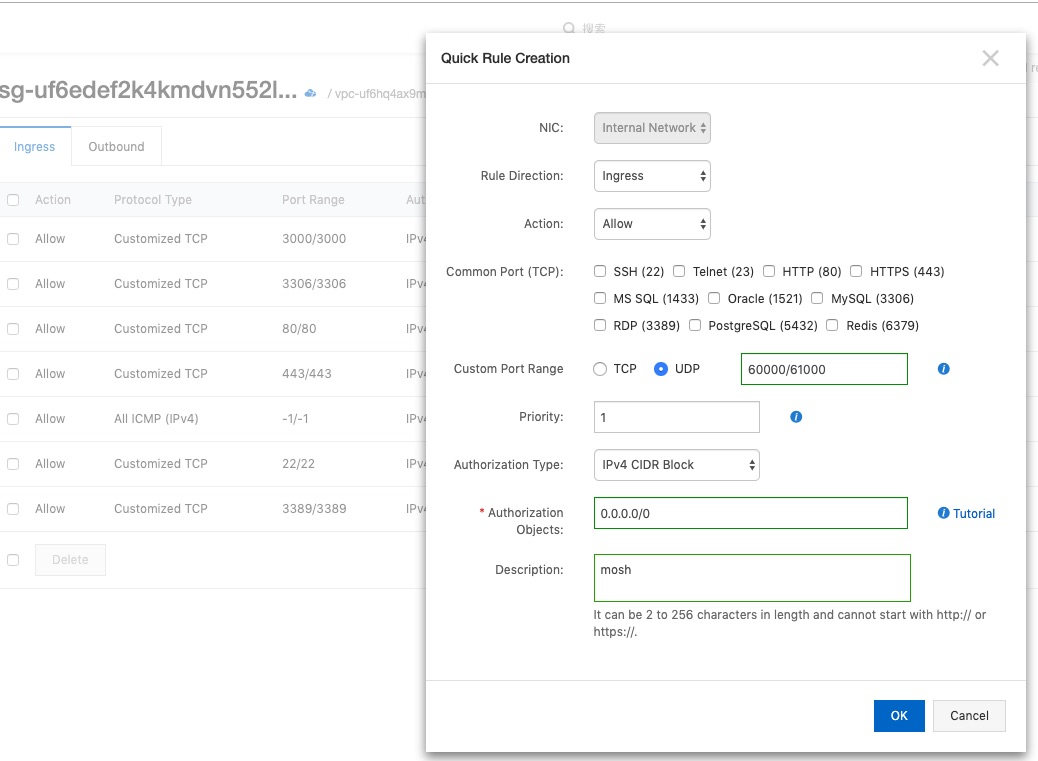 搜索
Quick Rule Creation
sg-uf6edef2k4kmdvn552l... / vpc-uf6hq4ax9m
Ingress Outbound
Action Protocol Type Port Range Aut
Allow Customized TCP 3000/3000 IPv4
Allow Customized TCP 3306/3306 IPv4
Allow Customized TCP 80/80 IPv4
Allow Customized TCP 443/443 IPv4
Allow All ICMP (IPv4) -1/-1 IPv4
Allow Customized TCP 22/22 IPv4
Allow Customized TCP 3389/3389 IPv4
Delete
NIC: Internal Network
Rule Direction: Ingress
Action: Allow
Common Port (TCP): SSH (22) Telnet (23) HTTP (80) HTTPS (443)
MS SQL (1433) Oracle (1521) MySQL (3306)
RDP (3389) PostgreSQL (5432) Redis (6379)
Custom Port Range TCP UDP 60000/61000
Priority: 1
Authorization Type: IPv4 CIDR Block
* Authorization
Objects: 0.0.0.0/0 Tutorial
Description: mosh
It can be 2 to 256 characters in length and cannot start with http:// or
https://.
OK Cancel